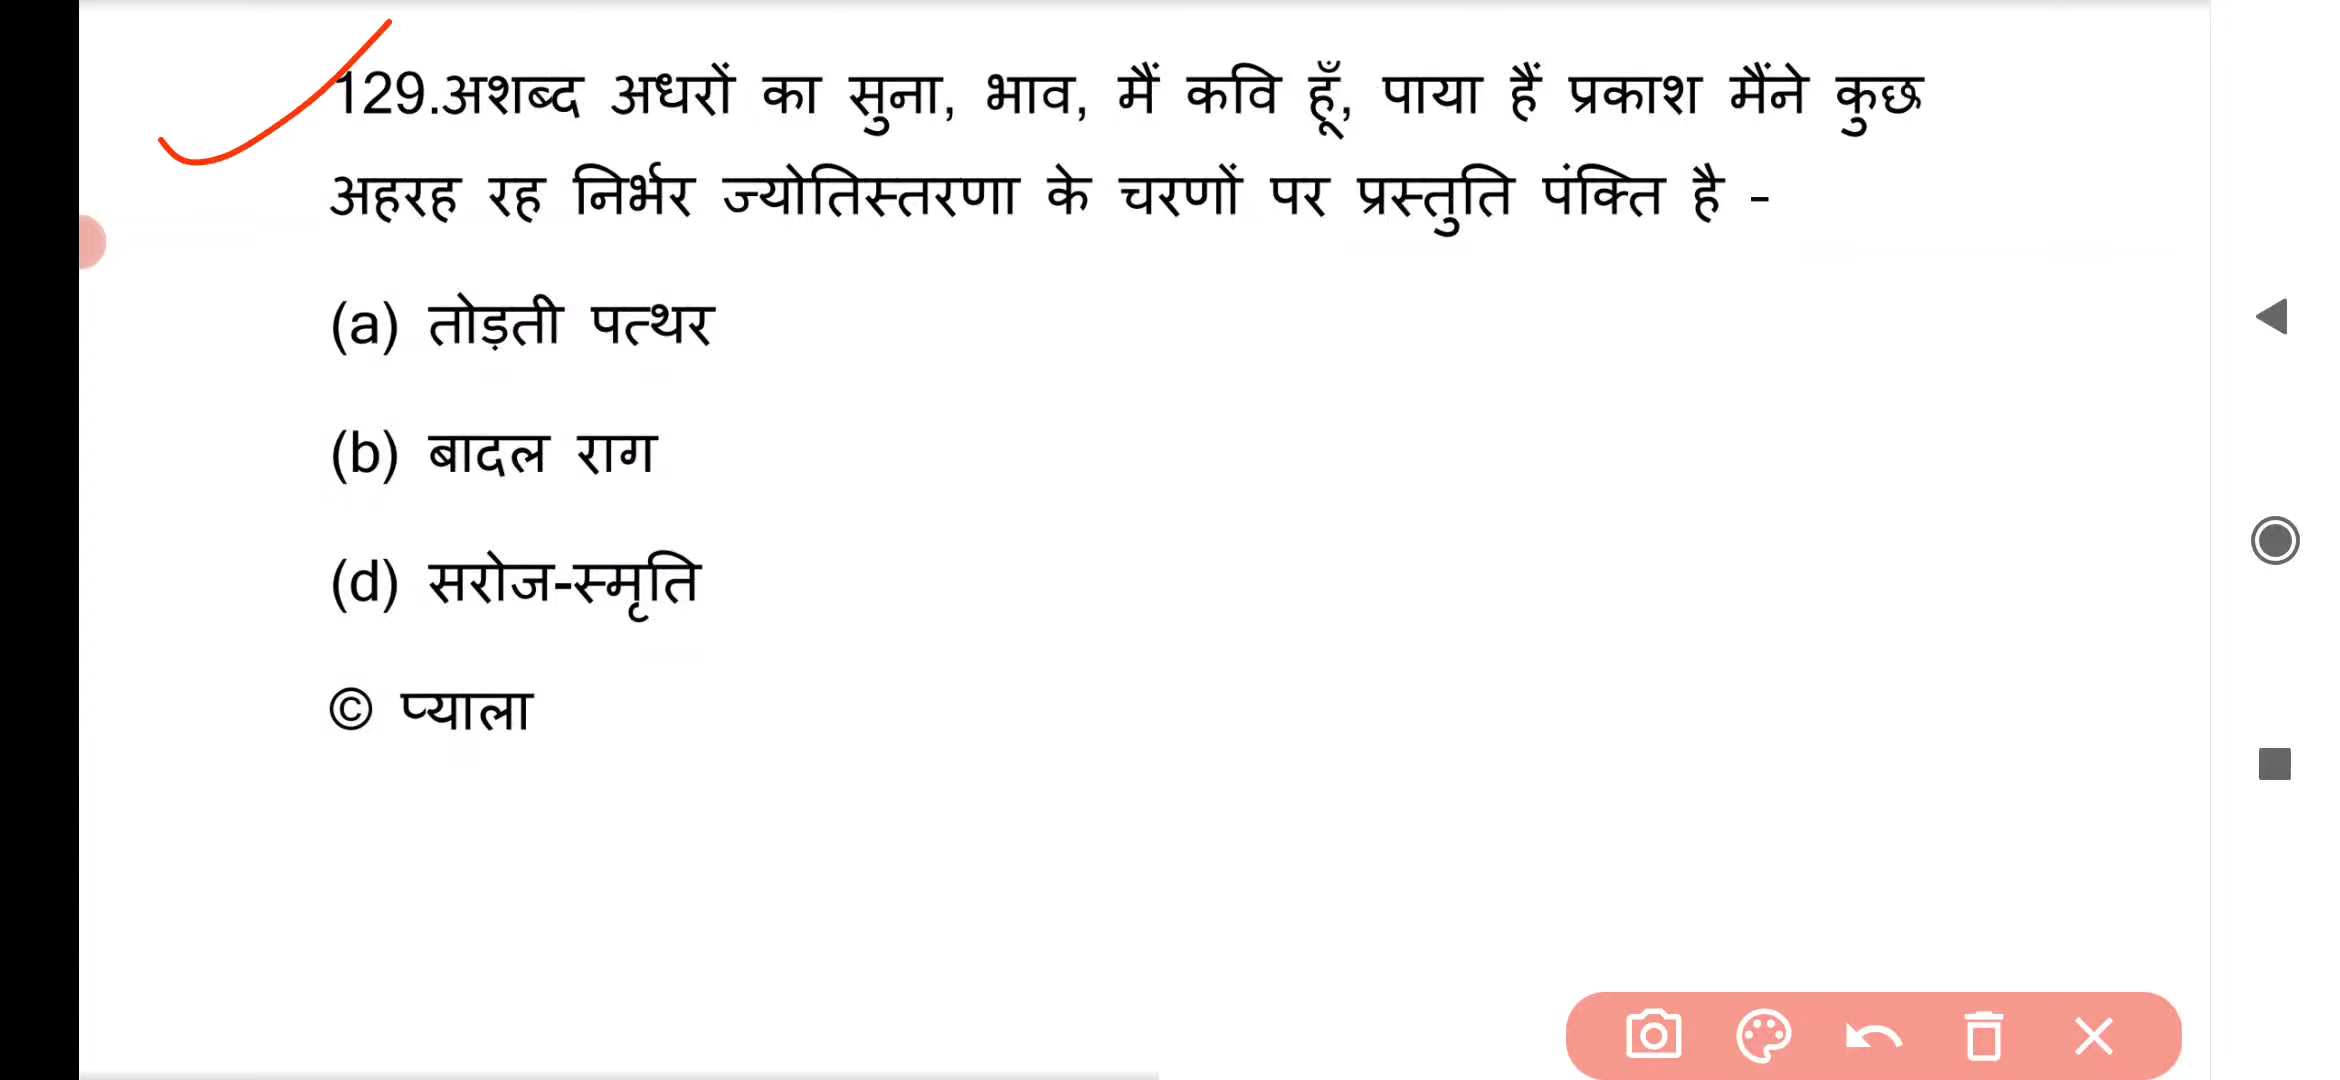 129.अशब्द अधरों का सुना, भाव, मैं कवि हूँ, पाया हैं प्रकाश मैंने कुछ
अहरह रह निर्भर ज्योतिस्तरणा के चरणों पर प्रस्तुति पंक्ति है -
(a) तोड़ती पत्थर
(b) बादल राग
(d) सरोज-स्मृति
© प्याला